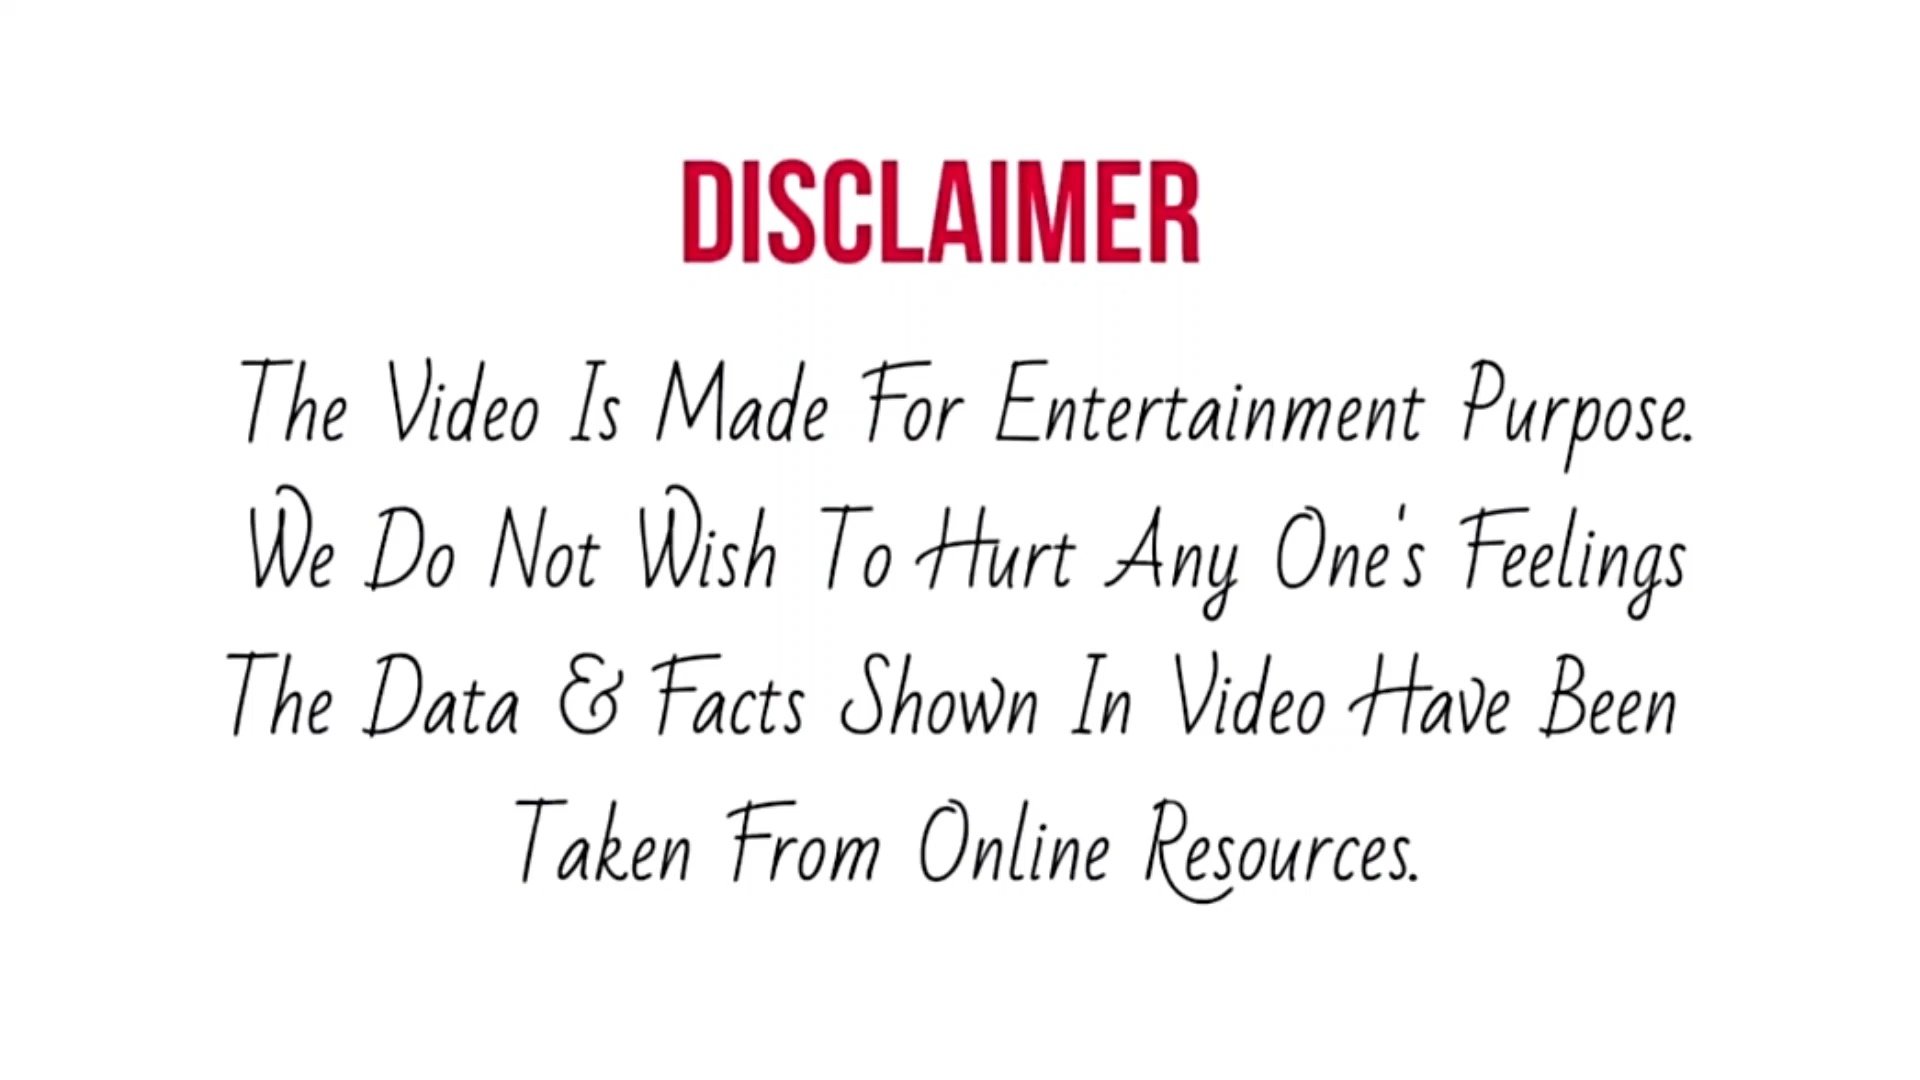 DISCLAIMER
The Video Is Made For Entertainment Purpose.
We Do Not Wish To Hurt Any One's Feelings
The Data & Facts Shown In Video Have Been
Taken From Online Resources.